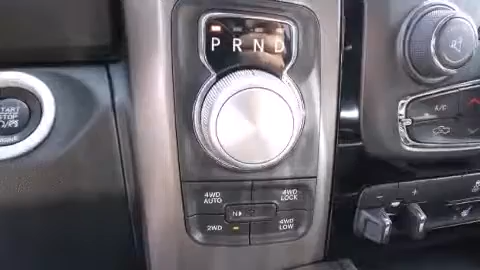 P R N D
START
STOP
4WD AUTO
4WD LOCK
N
2WD
4WD LOW
A/C
- +